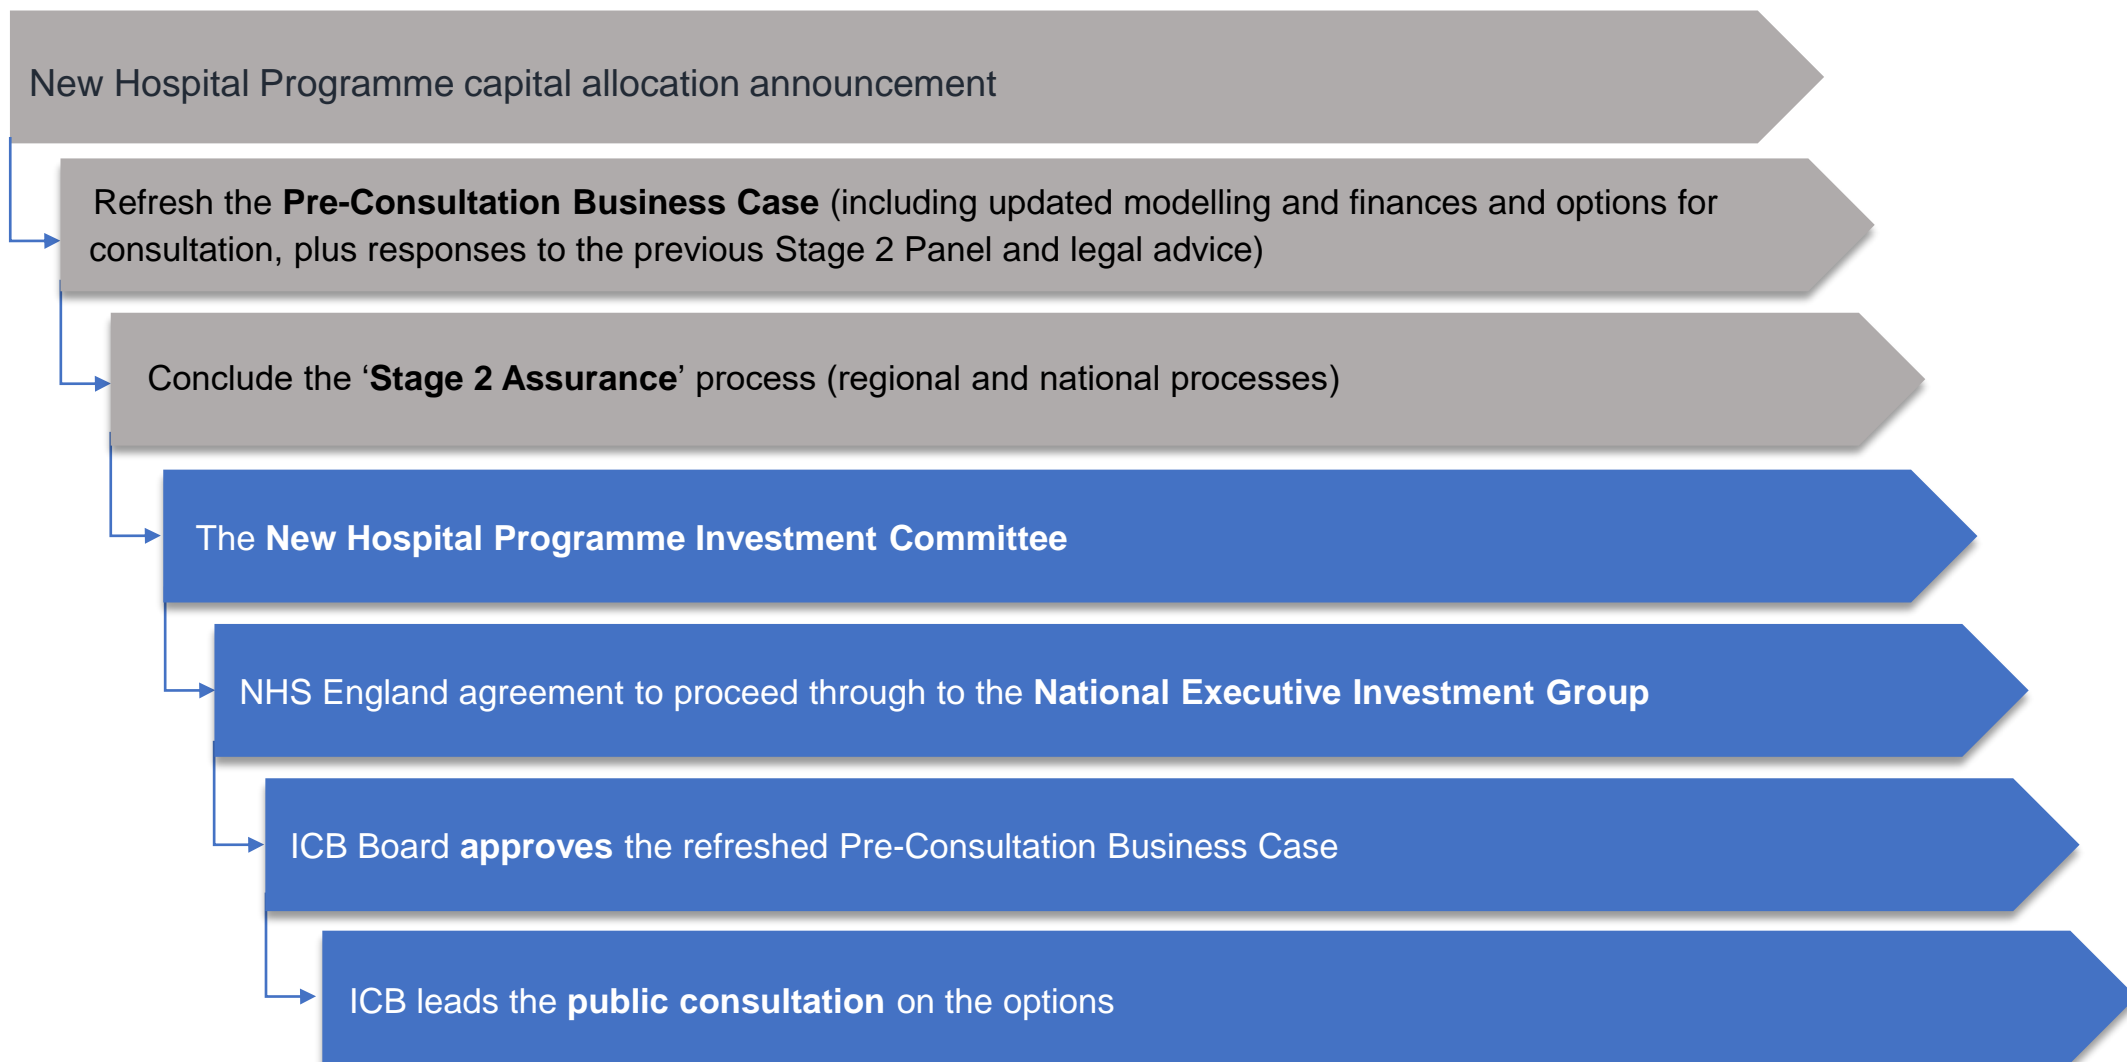 New Hospital Programme capital allocation announcement
Refresh the Pre-Consultation Business Case (including updated modelling and finances and options for
consultation, plus responses to the previous Stage 2 Panel and legal advice)
Conclude the ‘Stage 2 Assurance’ process (regional and national processes)
The New Hospital Programme Investment Committee
NHS England agreement to proceed through to the National Executive Investment Group
ICB Board approves the refreshed Pre-Consultation Business Case
ICB leads the public consultation on the options